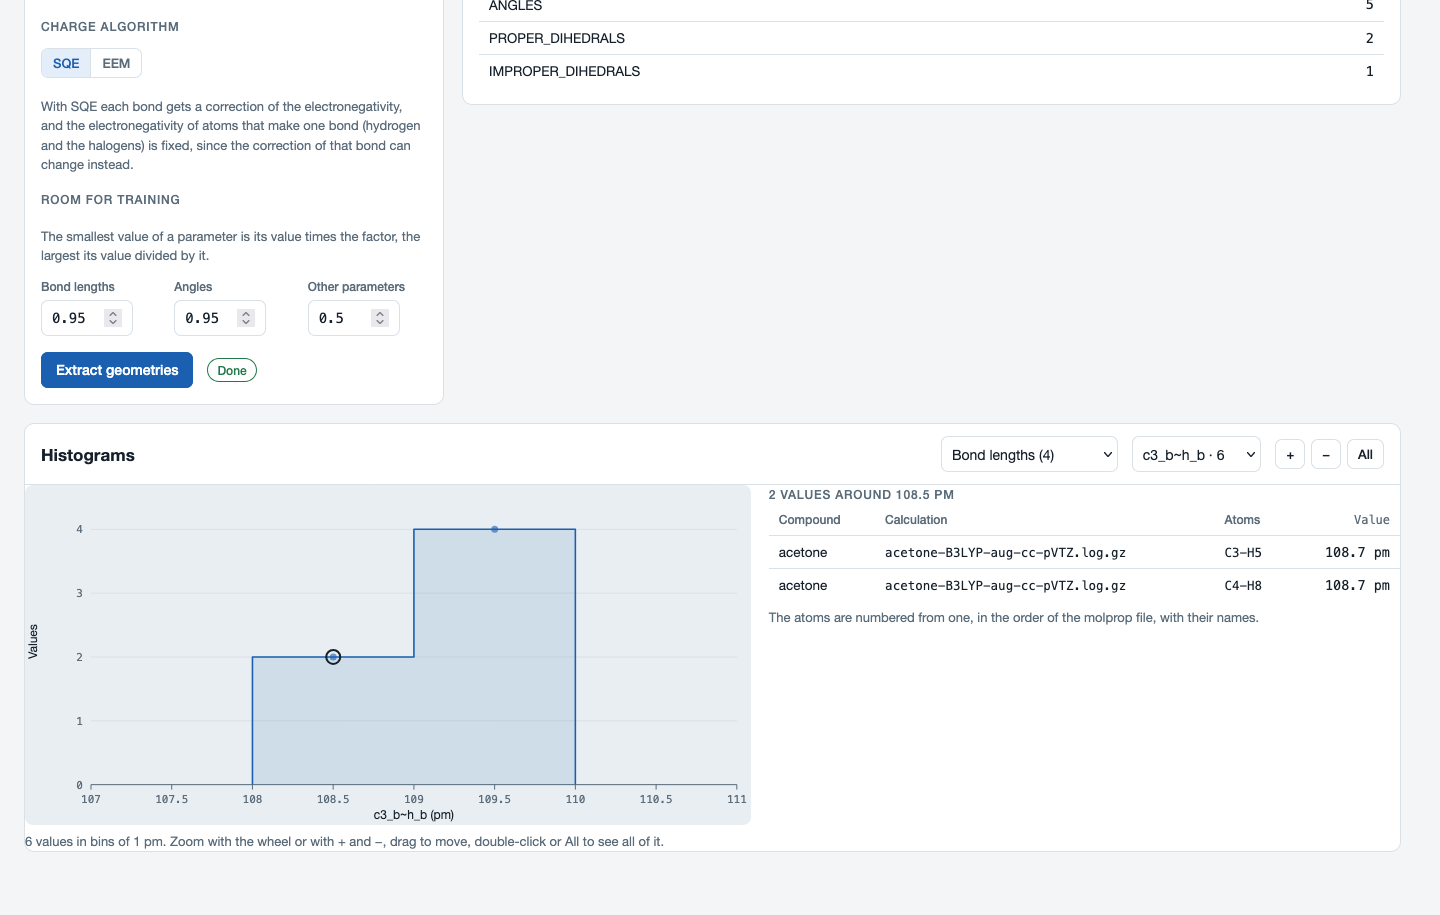 CHARGE ALGORITHM
SQE EEM
With SQE each bond gets a correction of the electronegativity,
and the electronegativity of atoms that make one bond (hydrogen
and the halogens) is fixed, since the correction of that bond can
change instead.
ROOM FOR TRAINING
The smallest value of a parameter is its value times the factor, the
largest its value divided by it.
Bond lengths Angles Other parameters
0.95 0.95 0.5
Extract geometries Done
ANGLES 5
PROPER_DIHEDRALS 2
IMPROPER_DIHEDRALS 1
Histograms
Bond lengths (4) c3_b~h_b · 6 + − All
4
3
2
1
0
Values
107 107.5 108 108.5 109 109.5 110 110.5 111
c3_b~h_b (pm)
6 values in bins of 1 pm. Zoom with the wheel or with + and −, drag to move, double-click or All to see all of it.
2 VALUES AROUND 108.5 PM
Compound Calculation Atoms Value
acetone acetone-B3LYP-aug-cc-pVTZ.log.gz C3-H5 108.7 pm
acetone acetone-B3LYP-aug-cc-pVTZ.log.gz C4-H8 108.7 pm
The atoms are numbered from one, in the order of the molprop file, with their names.